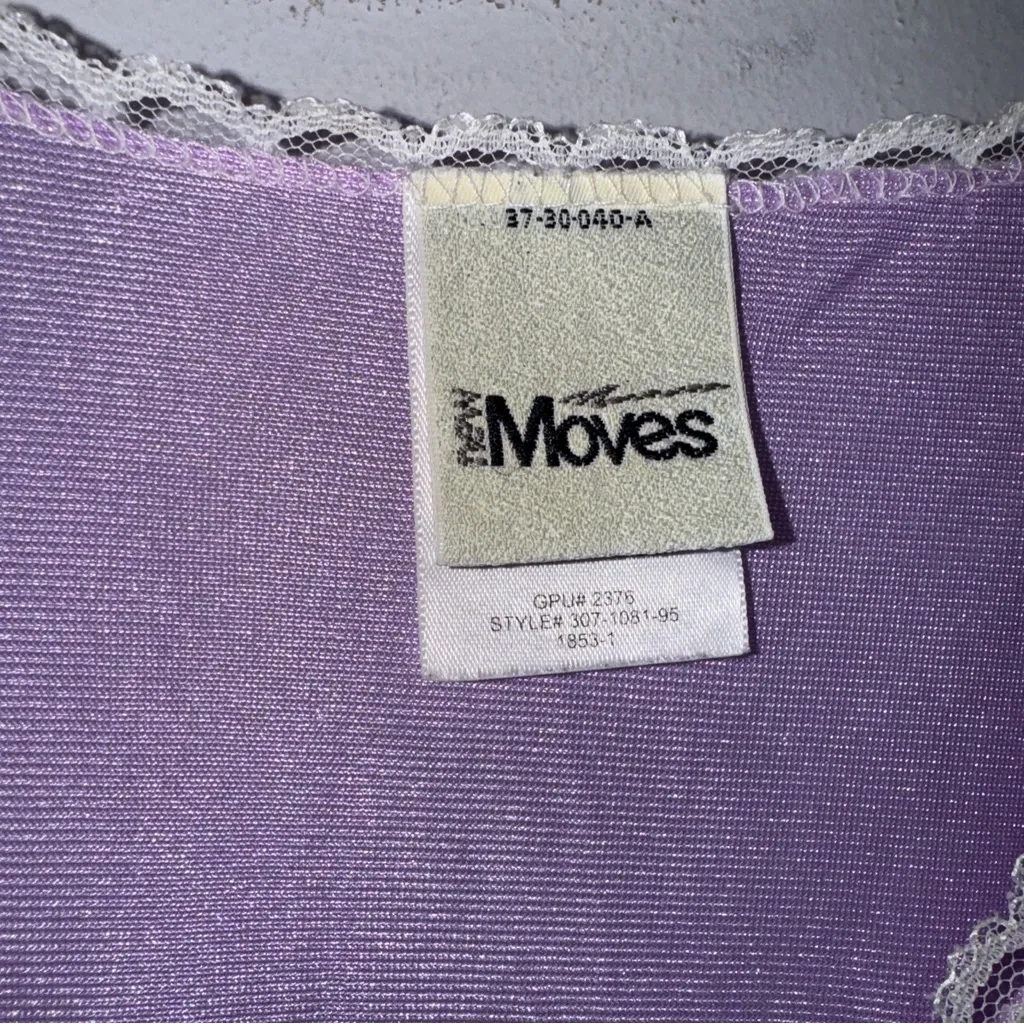 37-30-040-A
new Moves
GPU# 2376
STYLE# 307-1081-95
1853-1